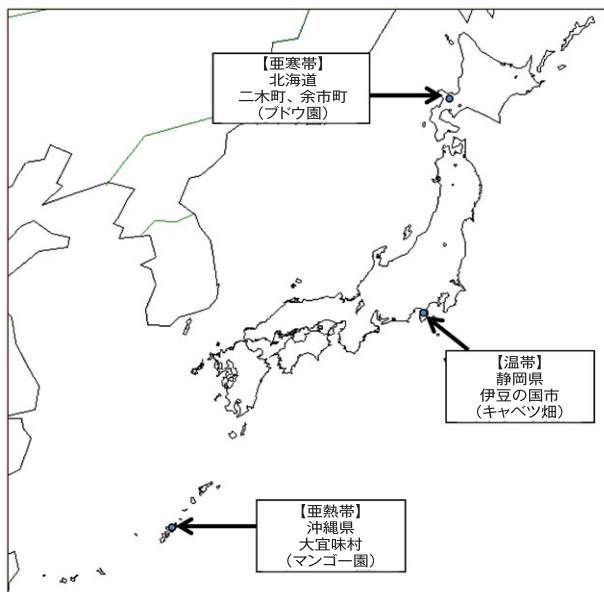 【亜寒帯】
北海道
二木町、余市町
（ブドウ園）
【温帯】
静岡県
伊豆の国市
（キャベツ畑）
【亜熱帯】
沖縄県
大宜味村
（マンゴー園）